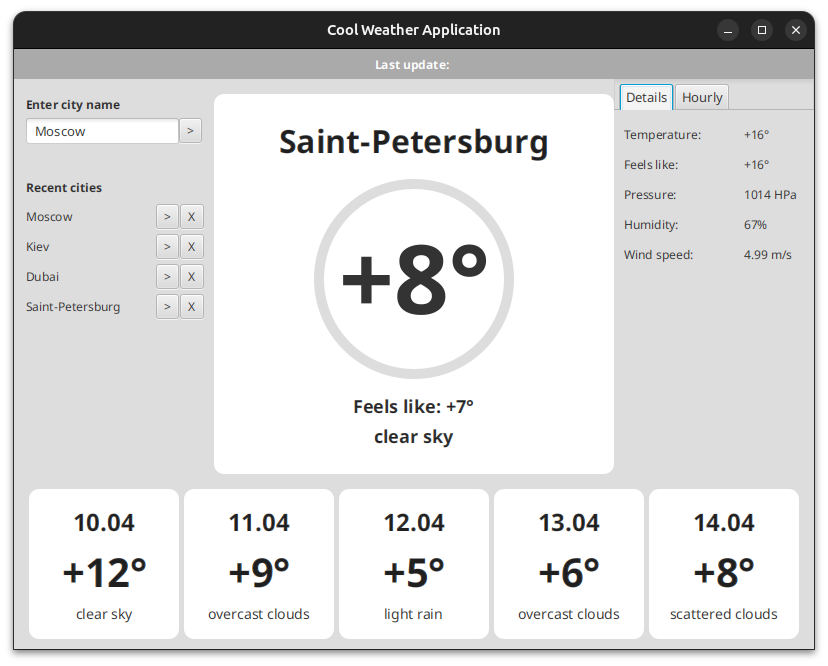 Cool Weather Application
Last update:
Enter city name
Moscow >
Recent cities
Moscow > X
Kiev > X
Dubai > X
Saint-Petersburg > X
Saint-Petersburg
+8°
Feels like: +7°
clear sky
Details Hourly
Temperature: +16°
Feels like: +16°
Pressure: 1014 HPa
Humidity: 67%
Wind speed: 4.99 m/s
10.04
+12°
clear sky
11.04
+9°
overcast clouds
12.04
+5°
light rain
13.04
+6°
overcast clouds
14.04
+8°
scattered clouds